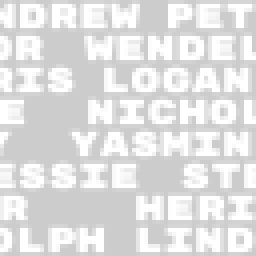 NDREW PET
OR WENDEL
RIS LOGAN
E NICHOL
Y YASMIN
ESSIE STE
R HERI
OLPH LIND